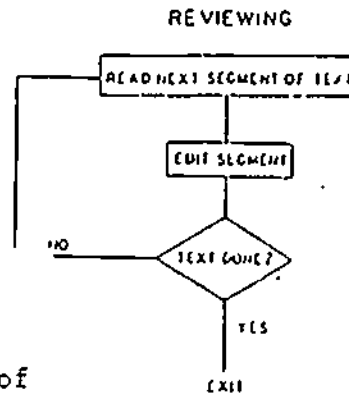 REVIEWING
READ NEXT SEGMENT OF TEXT
EDIT SEGMENT
NO
TEXT DONE?
YES
of
EXIT